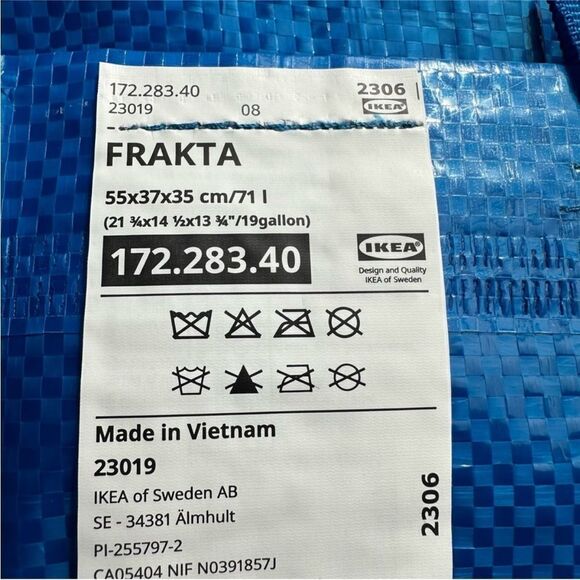 172.283.40
2306
23019
08
IKEA
FRAKTA
55x37x35 cm/71 l
(21 ¾x14 ½x13 ¾"/19gallon)
172.283.40
IKEA
Design and Quality
IKEA of Sweden
Made in Vietnam
23019
IKEA of Sweden AB
SE - 34381 Älmhult
PI-255797-2
CA05404 NIF N0391857J
2306